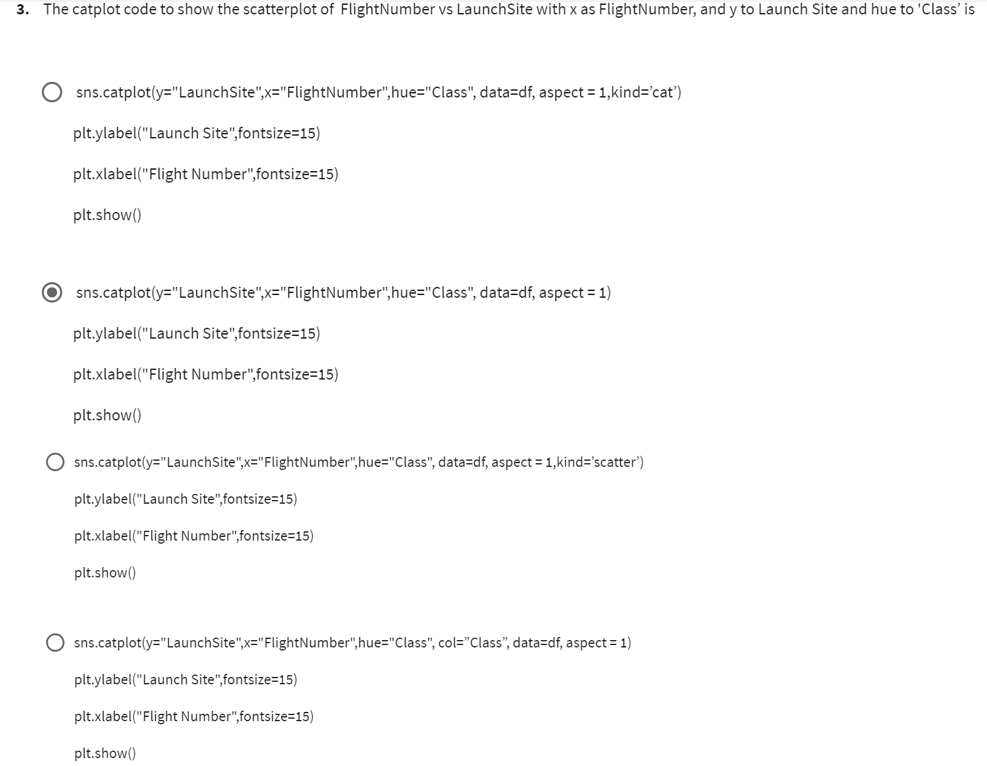 3. The catplot code to show the scatterplot of FlightNumber vs LaunchSite with x as FlightNumber, and y to Launch Site and hue to 'Class' is
sns.catplot(y="LaunchSite",x="FlightNumber",hue="Class", data=df, aspect = 1,kind=’cat’)
plt.ylabel("Launch Site",fontsize=15)
plt.xlabel("Flight Number",fontsize=15)
plt.show()
sns.catplot(y="LaunchSite",x="FlightNumber",hue="Class", data=df, aspect = 1)
plt.ylabel("Launch Site",fontsize=15)
plt.xlabel("Flight Number",fontsize=15)
plt.show()
sns.catplot(y="LaunchSite",x="FlightNumber",hue="Class", data=df, aspect = 1,kind=’scatter’)
plt.ylabel("Launch Site",fontsize=15)
plt.xlabel("Flight Number",fontsize=15)
plt.show()
sns.catplot(y="LaunchSite",x="FlightNumber",hue="Class", col=”Class”, data=df, aspect = 1)
plt.ylabel("Launch Site",fontsize=15)
plt.xlabel("Flight Number",fontsize=15)
plt.show()